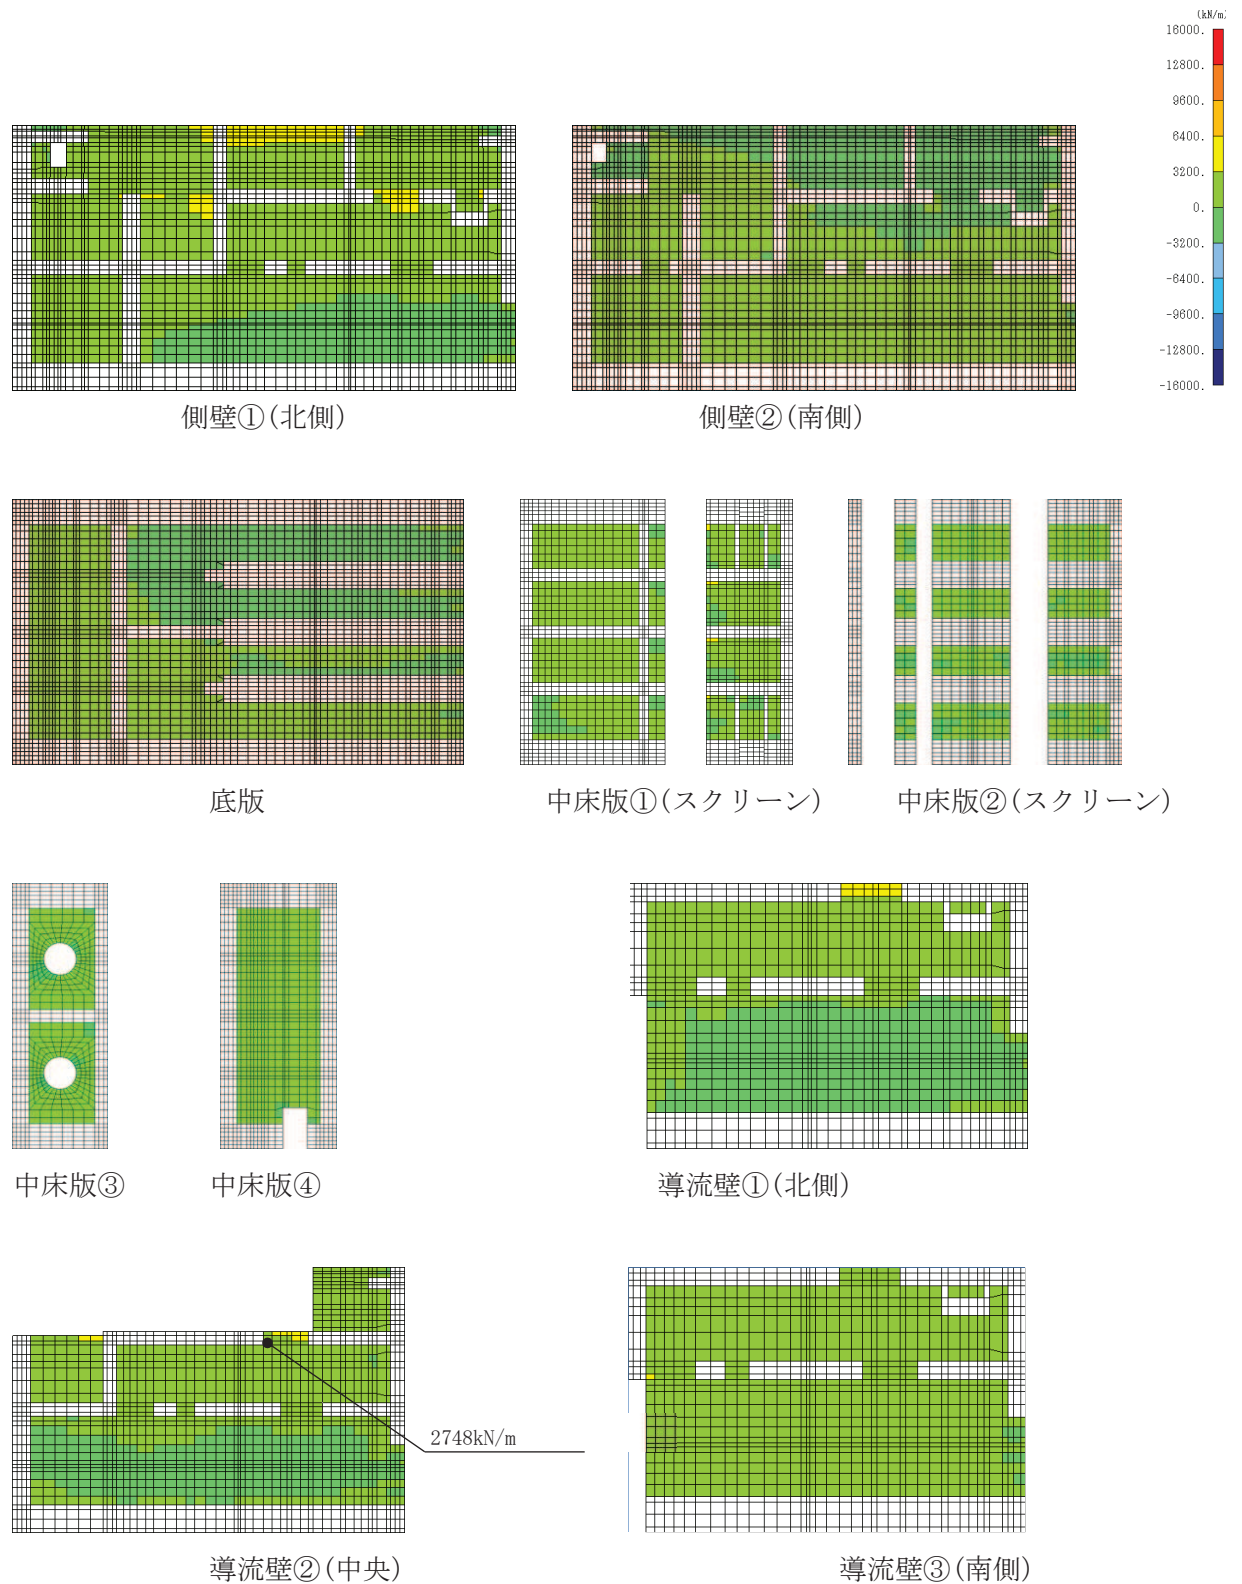 (kN/m)
16000.
12800.
9600.
6400.
3200.
0.
-3200.
-6400.
-9600.
-12800.
-16000.
側壁①(北側)
側壁②(南側)
底版
中床版①(スクリーン)
中床版②(スクリーン)
中床版③
中床版④
導流壁①(北側)
2748kN/m
導流壁②(中央)
導流壁③(南側)